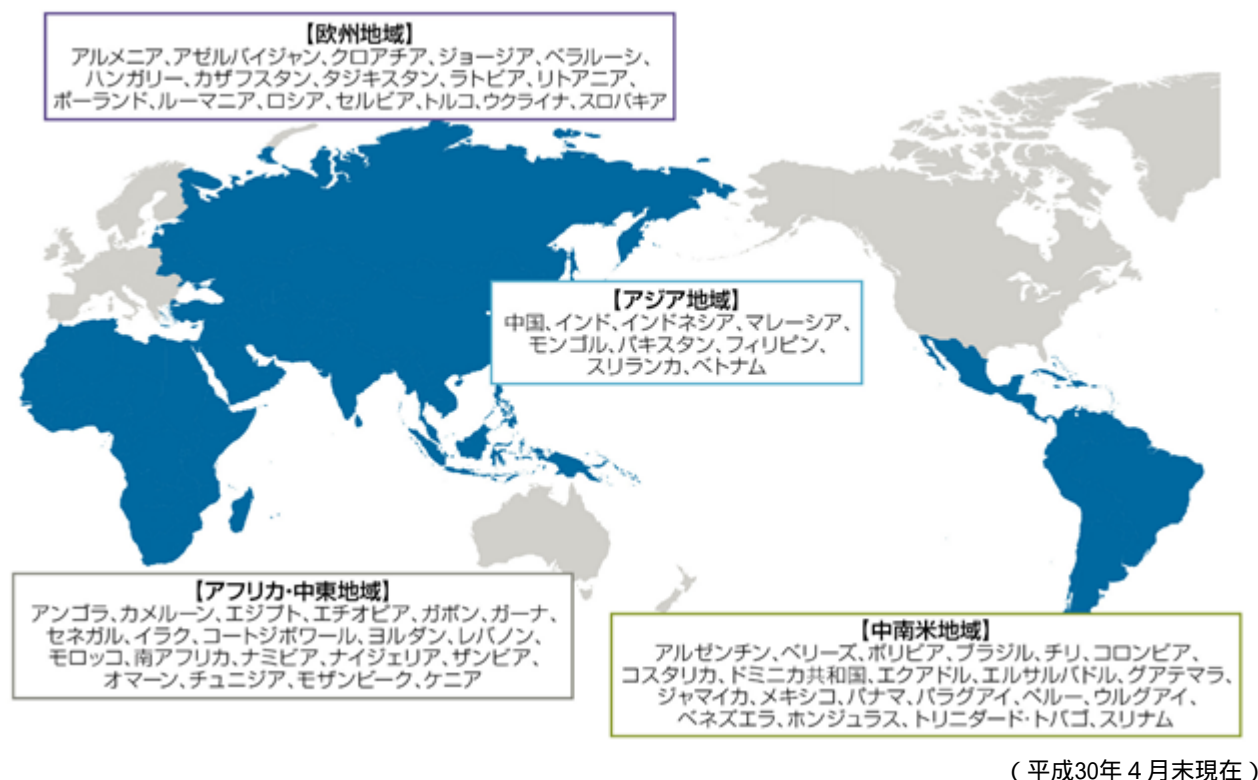 【欧州地域】
アルメニア、アゼルバイジャン、クロアチア、ジョージア、ベラルーシ、
ハンガリー、カザフスタン、タジキスタン、ラトビア、リトアニア、
ポーランド、ルーマニア、ロシア、セルビア、トルコ、ウクライナ、スロバキア
【アジア地域】
中国、インド、インドネシア、マレーシア、
モンゴル、パキスタン、フィリピン、
スリランカ、ベトナム
【アフリカ・中東地域】
アンゴラ、カメルーン、エジプト、エチオピア、ガボン、ガーナ、
セネガル、イラク、コートジボワール、ヨルダン、レバノン、
モロッコ、南アフリカ、ナミビア、ナイジェリア、ザンビア、
オマーン、チュニジア、モザンビーク、ケニア
【中南米地域】
アルゼンチン、ベリーズ、ボリビア、ブラジル、チリ、コロンビア、
コスタリカ、ドミニカ共和国、エクアドル、エルサルバドル、グアテマラ、
ジャマイカ、メキシコ、パナマ、パラグアイ、ペルー、ウルグアイ、
ベネズエラ、ホンジュラス、トリニダード・トバゴ、スリナム
（平成30年４月末現在）